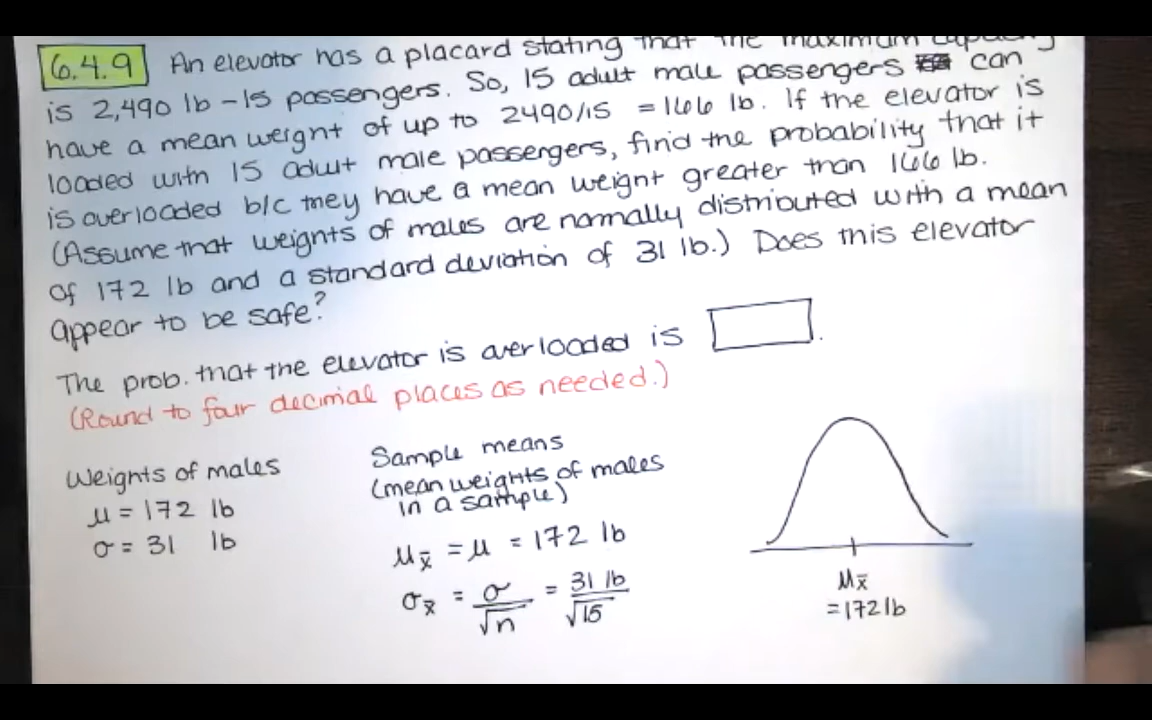 6.4.9 An elevator has a placard stating that the maximum capacity
is 2,490 lb - 15 passengers. So, 15 adult male passengers can
have a mean weight of up to 2490/15 = 166 lb. If the elevator is
loaded with 15 adult male passengers, find the probability that it
is overloaded b/c they have a mean weight greater than 166 lb.
(Assume that weights of males are normally distributed with a mean
of 172 lb and a standard deviation of 31 lb.) Does this elevator
appear to be safe?
The prob. that the elevator is overloaded is .
(Round to four decimal places as needed.)
Weights of males
μ = 172 lb
σ = 31 lb
Sample means
(mean weights of males
in a sample)
μx̄ = μ = 172 lb
σx̄ = σ/√n = 31 lb/√15
μx̄
= 172 lb